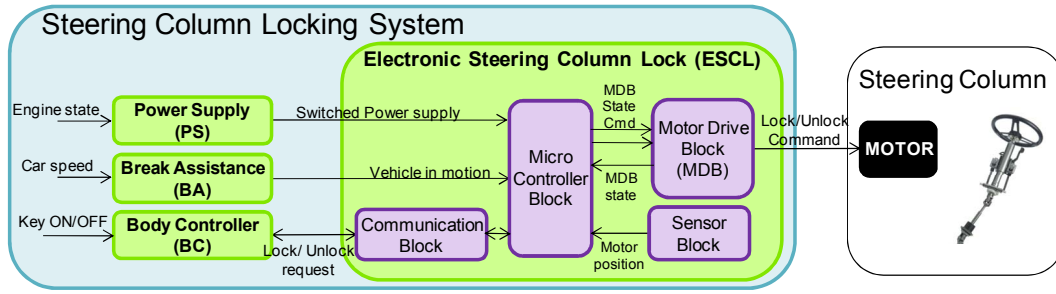 Steering Column Locking System
Electronic Steering Column Lock (ESCL)
Engine state
Power Supply
(PS)
Switched Power supply
Car speed
Break Assistance
(BA)
Vehicle in motion
Key ON/OFF
Body Controller
(BC)
Lock/ Unlock
request
Communication
Block
Micro
Controller
Block
MDB
State
Cmd
MDB
state
Motor Drive
Block
(MDB)
Sensor
Block
Motor
position
Lock/Unlock
Command
Steering Column
MOTOR